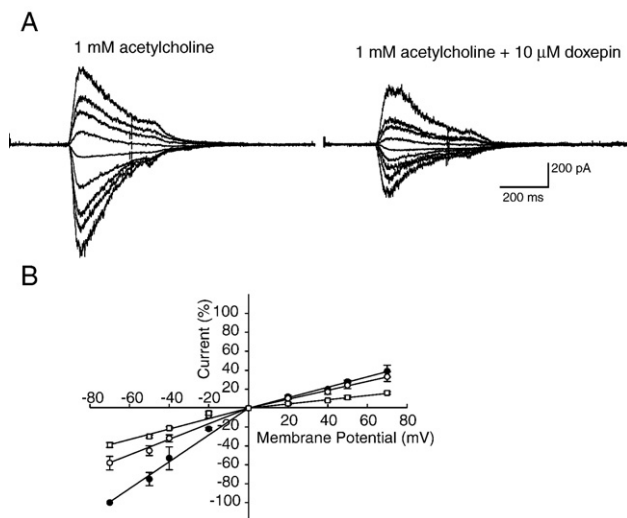 A
1 mM acetylcholine
1 mM acetylcholine + 10 µM doxepin
200 pA
200 ms
B
Current (%)
100
80
60
40
20
-80 -60 -40 -20 0 20 40 60 80
Membrane Potential (mV)
-20
-40
-60
-80
-100